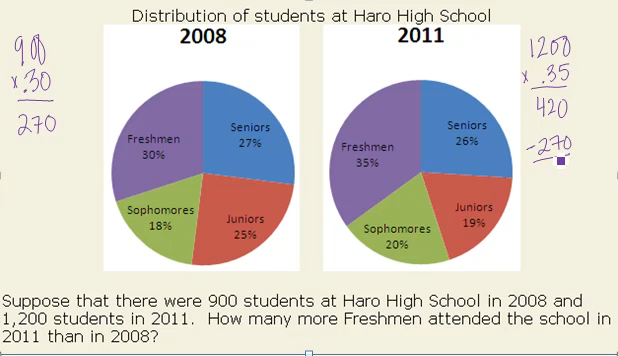 Distribution of students at Haro High School
2008
2011
900
x .30
270
1200
x .35
420
-270
Freshmen
30%
Seniors
27%
Sophomores
18%
Juniors
25%
Freshmen
35%
Seniors
26%
Sophomores
20%
Juniors
19%
Suppose that there were 900 students at Haro High School in 2008 and
1,200 students in 2011. How many more Freshmen attended the school in
2011 than in 2008?